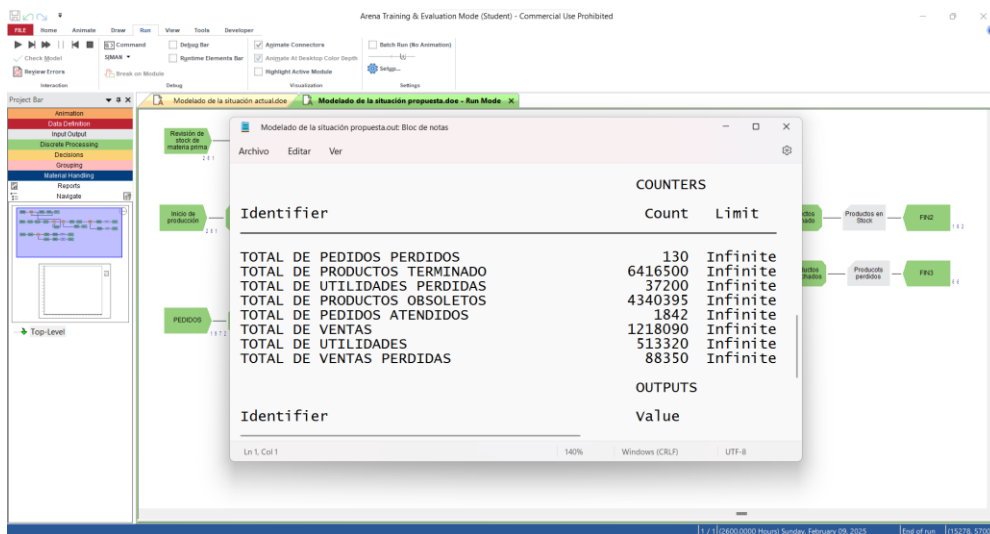 Arena Training & Evaluation Mode (Student) - Commercial Use Prohibited
FILE Home Animate Draw Run View Tools Developer
Command Debug Bar Animate Connectors Batch Run (No Animation)
Check Model SIMAN Runtime Elements Bar Animate At Desktop Color Depth
Review Errors Break on Module Highlight Active Module Setup...
Interaction Debug Visualization Settings
Project Bar Modelado de la situación actual.doe Modelado de la situación propuesta.doe - Run Mode X
Animation
Data Definition
Input Output
Discrete Processing
Decisions
Grouping
Material Handling
Reports
Navigate
Top-Level
Revisión de
stock de
materia prima
281
Inicio de
producción
281
PEDIDOS
1972
Modelado de la situación propuesta.out: Bloc de notas
Archivo Editar Ver
COUNTERS
Identifier Count Limit
TOTAL DE PEDIDOS PERDIDOS 130 Infinite
TOTAL DE PRODUCTOS TERMINADO 6416500 Infinite
TOTAL DE UTILIDADES PERDIDAS 37200 Infinite
TOTAL DE PRODUCTOS OBSOLETOS 4340395 Infinite
TOTAL DE PEDIDOS ATENDIDOS 1842 Infinite
TOTAL DE VENTAS 1218090 Infinite
TOTAL DE UTILIDADES 513320 Infinite
TOTAL DE VENTAS PERDIDAS 88350 Infinite
OUTPUTS
Identifier Value
Ln 1, Col 1 140% Windows (CRLF) UTF-8
Productos en
Stock
FIN2
182
Producots
perdidos
FIN3
1 / 1 (2600.0000 Hours) Sunday, February 09, 2025 End of run (15278, 5700